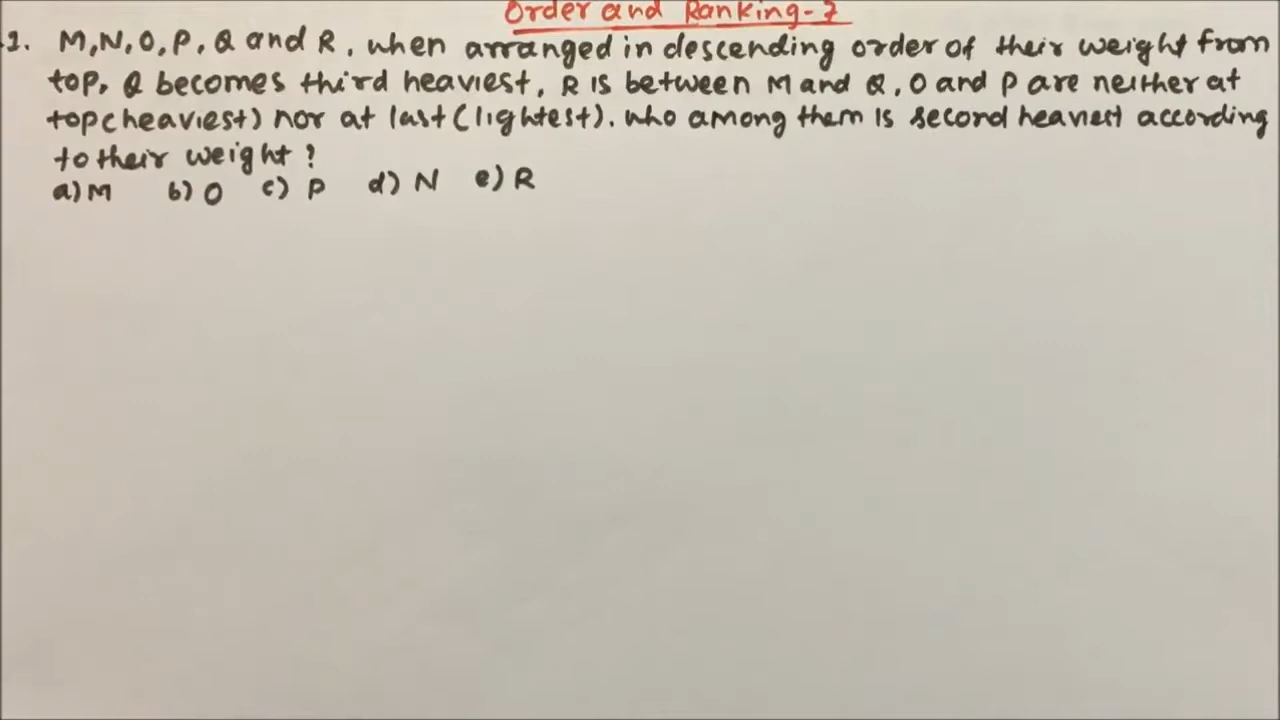 Order and Ranking-7
1. M,N,O,P,Q and R, when arranged in descending order of their weight from
top, Q becomes third heaviest, R is between M and Q, O and P are neither at
top(heaviest) nor at last(lightest). who among them is second heaviest according
to their weight?
a) M b) O c) P d) N e) R